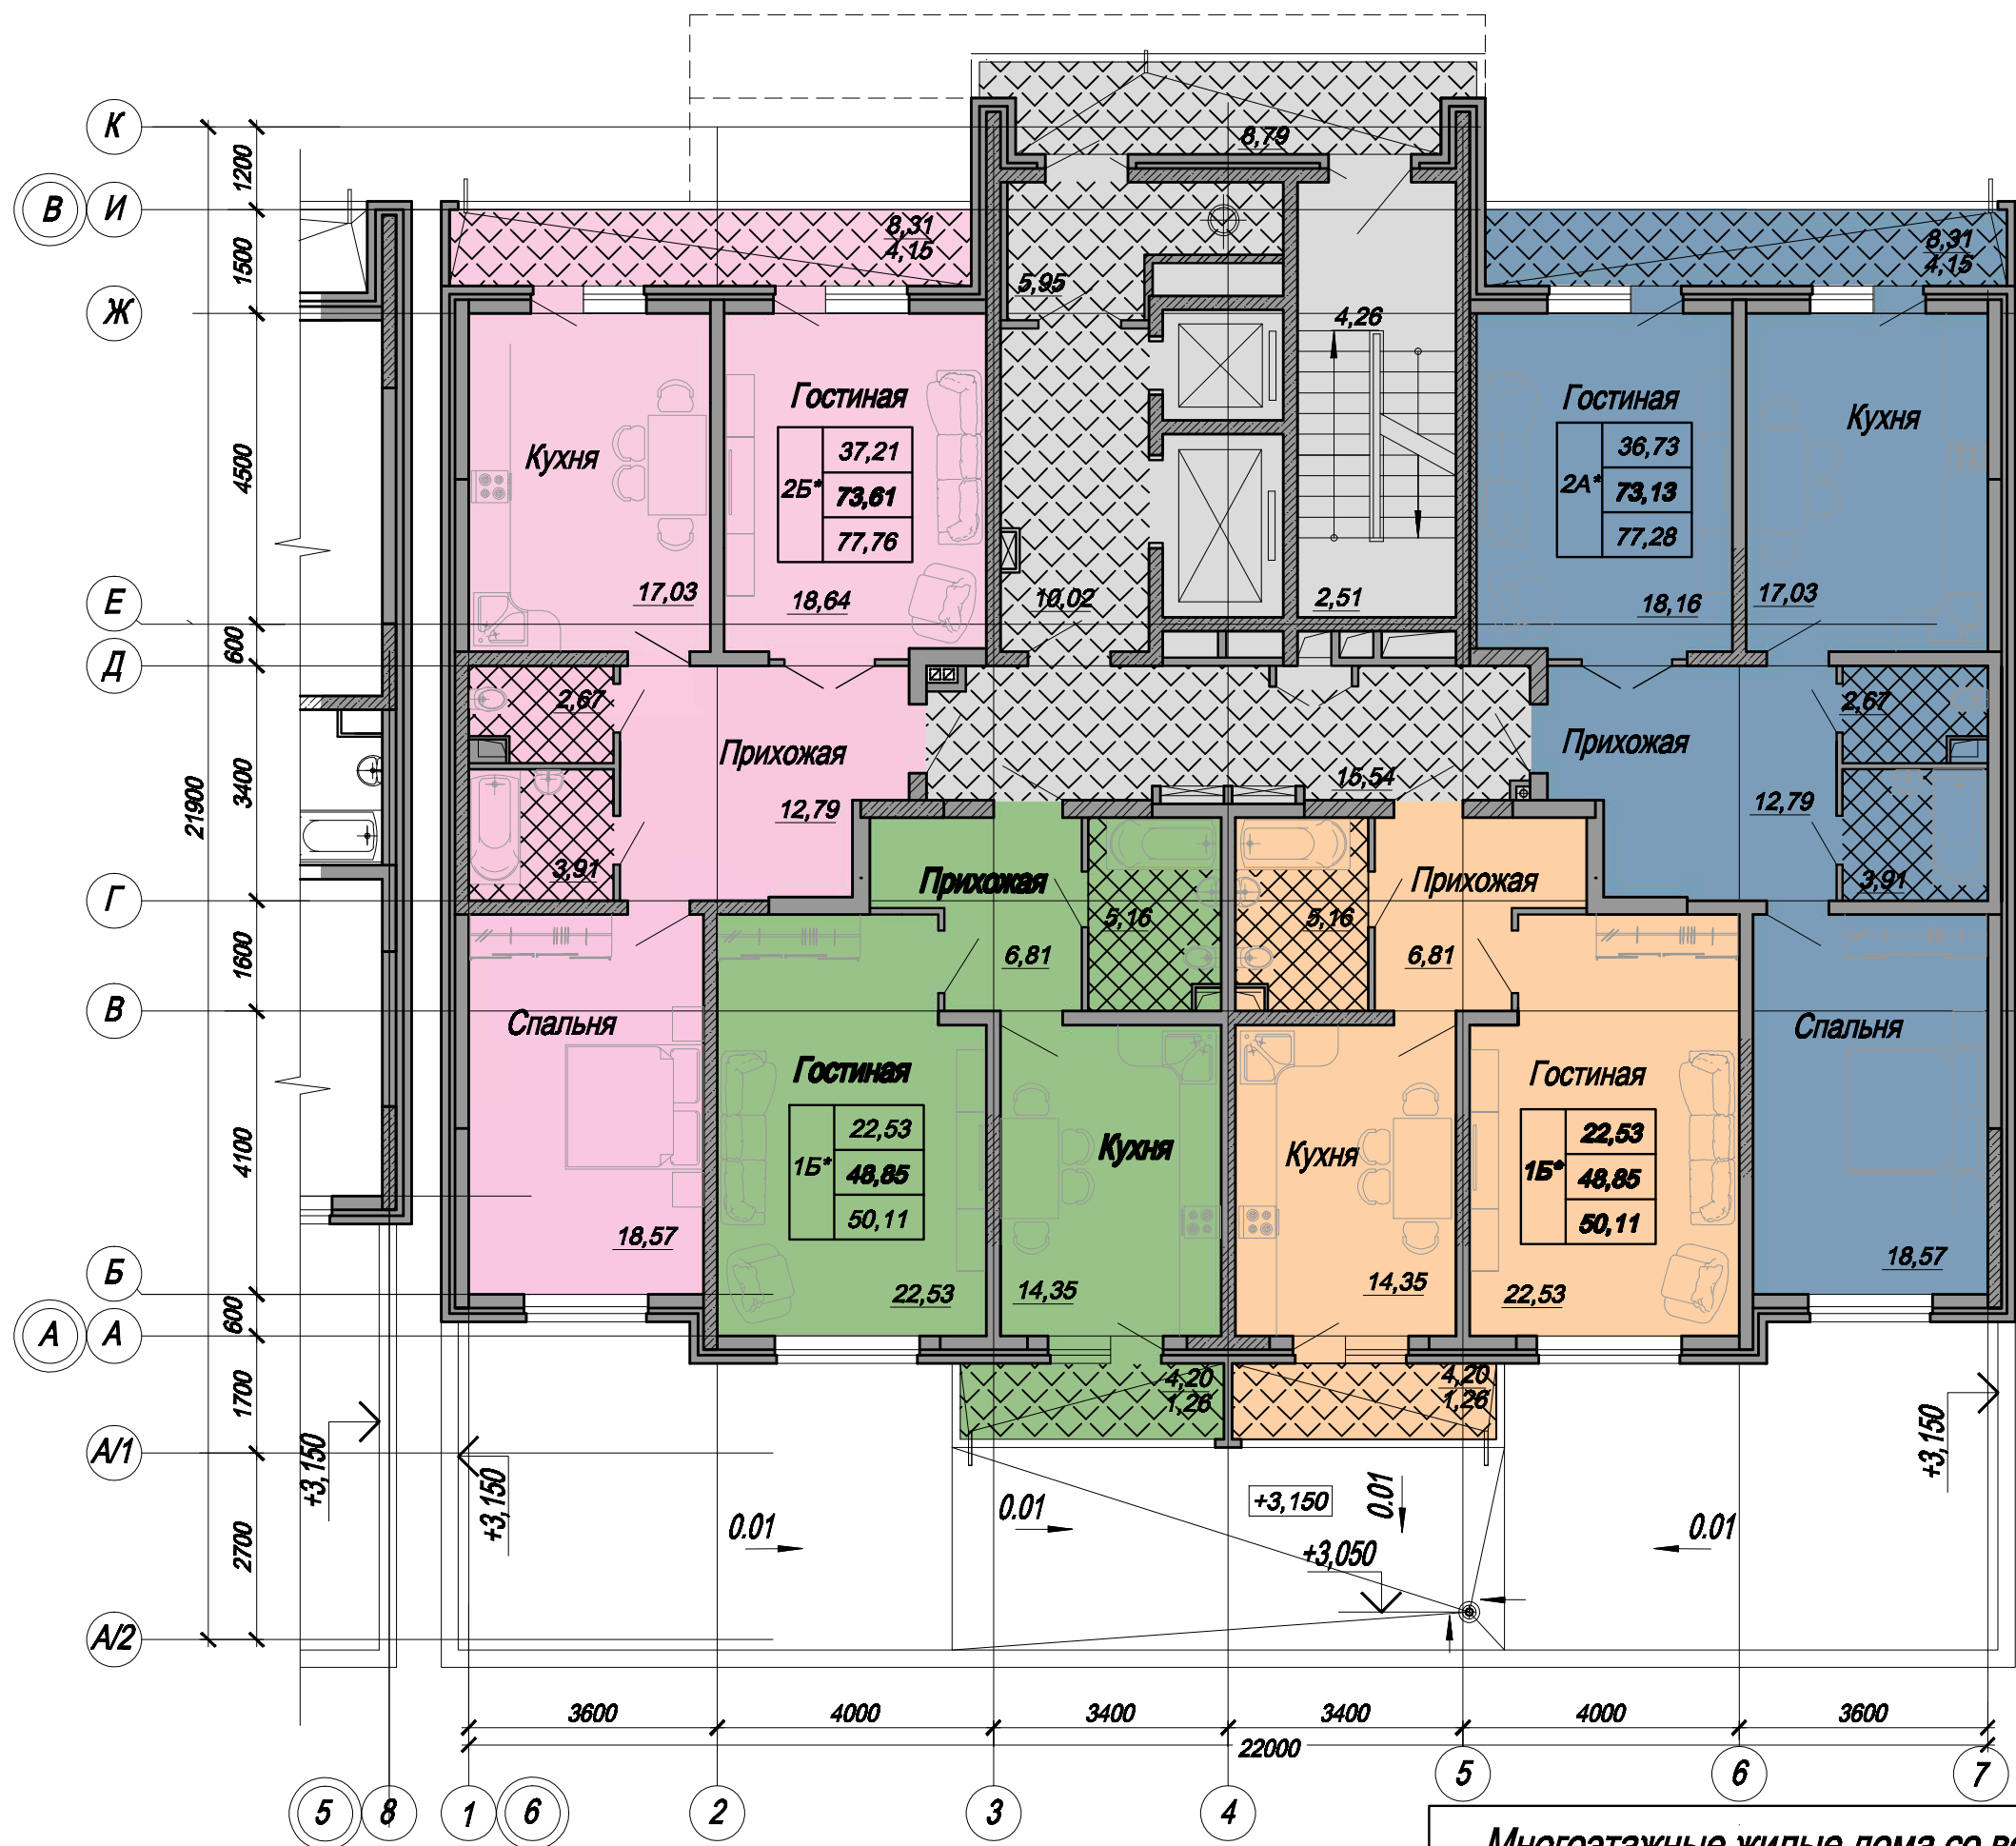 К
8,79
1200
В И
8,31
4,15
8,31
4,15
1500
5,95
Ж
4,26
Гостиная
Гостиная
Кухня
Кухня
4500
2Б*
37,21
73,61
77,76
2А*
36,73
73,13
77,28
17,03
18,64
10,02
2,51
18,16
17,03
Е
600
Д
2,67
2,67
Прихожая
Прихожая
15,54
21900
3400
12,79
12,79
3,91
3,91
Прихожая
Прихожая
Г
5,16
5,16
1600
6,81
6,81
В
Спальня
Спальня
Гостиная
Гостиная
4100
1Б*
22,53
48,85
50,11
Кухня
Кухня
1Б*
22,53
48,85
50,11
18,57
18,57
22,53
14,35
14,35
22,53
Б
600
А А
4,20
1,26
4,20
1,26
1700
А/1
+3,150
+3,150
+3,150
+3,150
0.01
0.01
0.01
0.01
2700
+3,050
А/2
3600
4000
3400
3400
4000
3600
22000
5 8 1 6 2 3 4 5 6 7
Многоэтажные жилые дома со